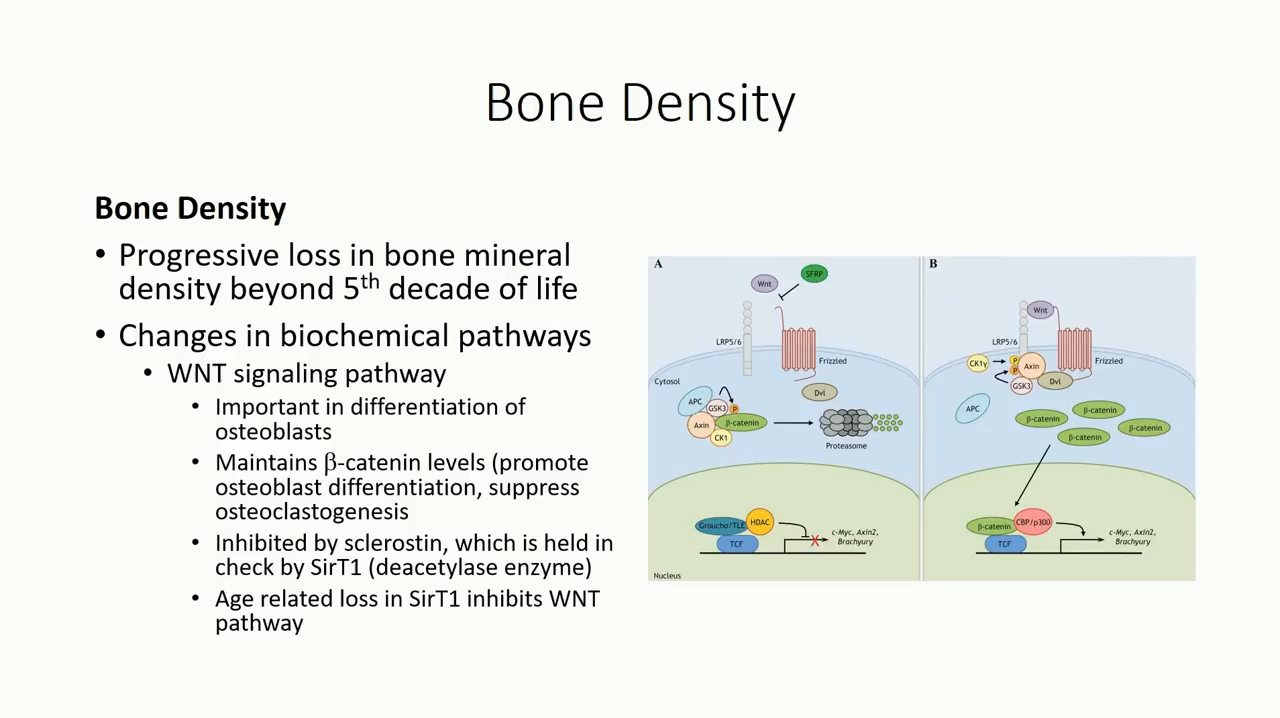 Bone Density
Bone Density
• Progressive loss in bone mineral
density beyond 5th decade of life
• Changes in biochemical pathways
• WNT signaling pathway
• Important in differentiation of
osteoblasts
• Maintains β-catenin levels (promote
osteoblast differentiation, suppress
osteoclastogenesis
• Inhibited by sclerostin, which is held in
check by SirT1 (deacetylase enzyme)
• Age related loss in SirT1 inhibits WNT
pathway
A
Wnt
SFRP
LRP5/6
Frizzled
Cytosol
Dvl
APC
GSK3
P
Axin
β-catenin
CK1
Proteasome
Groucho/TLE
HDAC
TCF
c-Myc, Axin2,
Brachyury
Nucleus
B
Wnt
LRP5/6
Frizzled
CK1γ
P
P
Axin
GSK3
Dvl
APC
β-catenin
β-catenin
β-catenin
β-catenin
β-catenin
CBP/p300
TCF
c-Myc, Axin2,
Brachyury